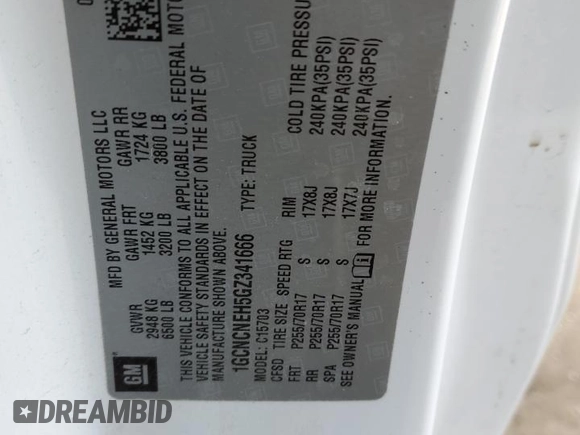 MFD BY GENERAL MOTORS LLC
GVWR GAWR FRT GAWR RR
2948 KG 1452 KG 1724 KG
6500 LB 3200 LB 3800 LB
THIS VEHICLE CONFORMS TO ALL APPLICABLE U.S. FEDERAL MOTOR
VEHICLE SAFETY STANDARDS IN EFFECT ON THE DATE OF
MANUFACTURE SHOWN ABOVE.
1GCNCNEH5GZ341666 TYPE: TRUCK
MODEL: C15703
CFSD TIRE SIZE SPEED RTG RIM COLD TIRE PRESSU
FRT P255/70R17 S 17X8J 240KPA(35PSI)
RR P255/70R17 S 17X8J 240KPA(35PSI)
SPA P255/70R17 S 17X7J 240KPA(35PSI)
SEE OWNER'S MANUAL FOR MORE INFORMATION.
GM
DREAMBID